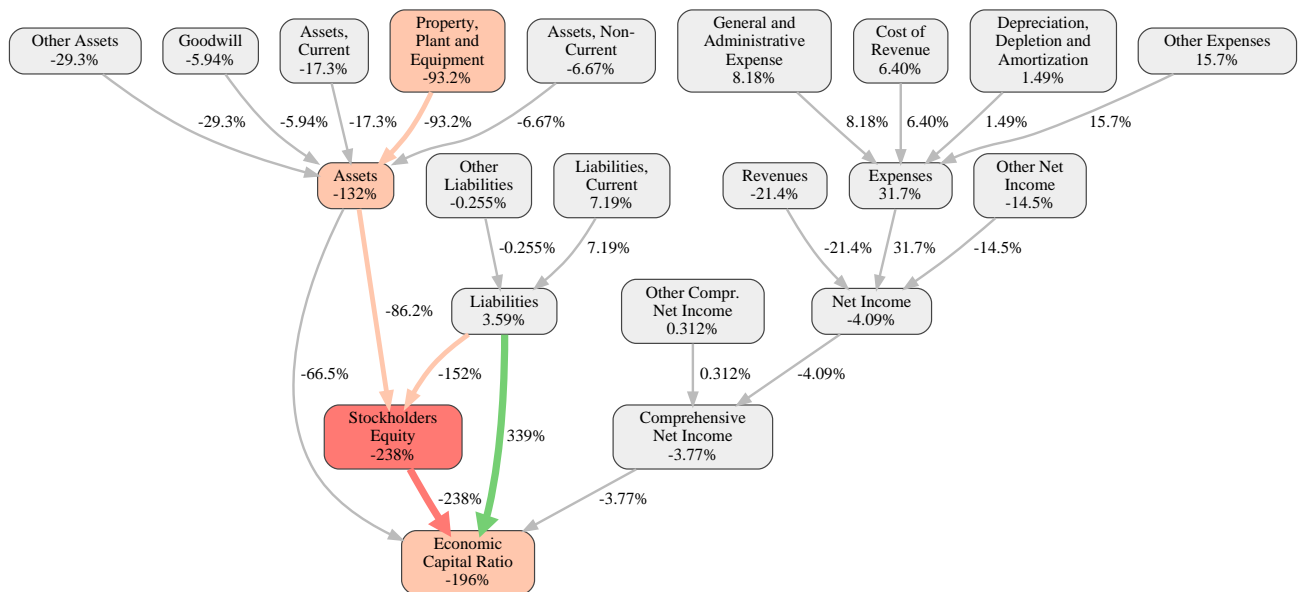 Other Assets
-29.3%
Goodwill
-5.94%
Assets,
Current
-17.3%
Property,
Plant and
Equipment
-93.2%
Assets, Non-
Current
-6.67%
General and
Administrative
Expense
8.18%
Cost of
Revenue
6.40%
Depreciation,
Depletion and
Amortization
1.49%
Other Expenses
15.7%
-29.3%
-5.94%
-17.3%
-93.2%
-6.67%
8.18%
6.40%
1.49%
15.7%
Assets
-132%
Other
Liabilities
-0.255%
Liabilities,
Current
7.19%
Revenues
-21.4%
Expenses
31.7%
Other Net
Income
-14.5%
-0.255%
7.19%
-21.4%
31.7%
-14.5%
-86.2%
Liabilities
3.59%
Other Compr.
Net Income
0.312%
Net Income
-4.09%
-66.5%
-152%
0.312%
-4.09%
Stockholders
Equity
-238%
339%
Comprehensive
Net Income
-3.77%
-238%
-3.77%
Economic
Capital Ratio
-196%